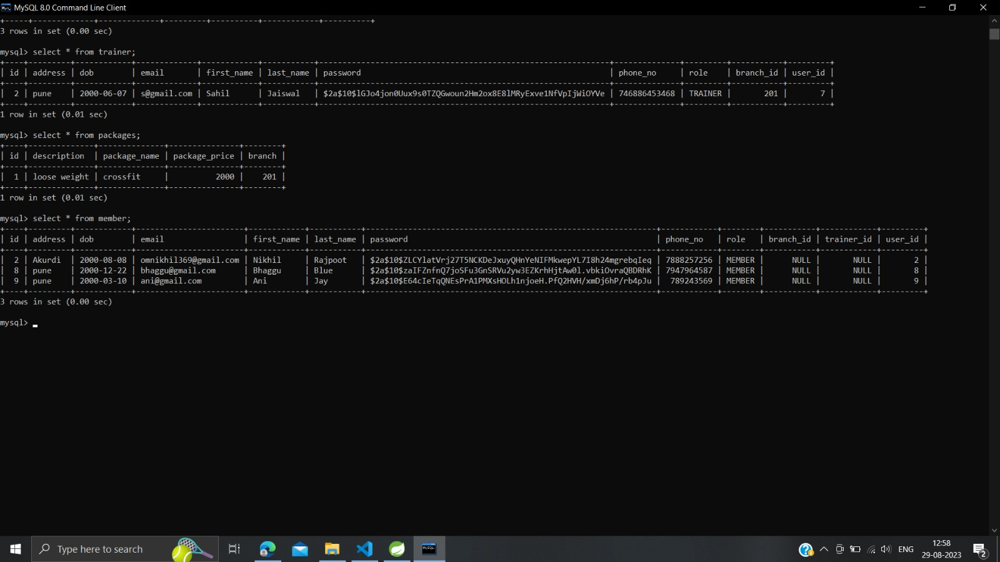 MySQL 8.0 Command Line Client
+-----+-------------+-------------+---------+----------+------------+----------+
3 rows in set (0.00 sec)
mysql> select * from trainer;
+----+---------+------------+-------------+------------+-----------+--------------------------------------------------------------+--------------+---------+-----------+---------+
| id | address | dob        | email       | first_name | last_name | password                                                     | phone_no     | role    | branch_id | user_id |
+----+---------+------------+-------------+------------+-----------+--------------------------------------------------------------+--------------+---------+-----------+---------+
|  2 | pune    | 2000-06-07 | s@gmail.com | Sahil      | Jaiswal   | $2a$10$lGJo4jon0Uux9s0TZQGwoun2Hm2ox8E8lMRyExve1NfVpIjWiOYVe | 746886453468 | TRAINER |       201 |       7 |
+----+---------+------------+-------------+------------+-----------+--------------------------------------------------------------+--------------+---------+-----------+---------+
1 row in set (0.01 sec)
mysql> select * from packages;
+----+--------------+--------------+---------------+--------+
| id | description  | package_name | package_price | branch |
+----+--------------+--------------+---------------+--------+
|  1 | loose weight | crossfit     |          2000 |    201 |
+----+--------------+--------------+---------------+--------+
1 row in set (0.01 sec)
mysql> select * from member;
+----+---------+------------+-----------------------+------------+-----------+--------------------------------------------------------------+------------+--------+-----------+------------+---------+
| id | address | dob        | email                 | first_name | last_name | password                                                     | phone_no   | role   | branch_id | trainer_id | user_id |
+----+---------+------------+-----------------------+------------+-----------+--------------------------------------------------------------+------------+--------+-----------+------------+---------+
|  2 | Akurdi  | 2000-08-08 | omnikhil369@gmail.com | Nikhil     | Rajpoot   | $2a$10$ZLCYlatVrj27T5NCKDeJxuyQHnYeNIFMkwepYL7I8h24mgrebqIeq | 7888257256 | MEMBER |      NULL |       NULL |       2 |
|  8 | pune    | 2000-12-22 | bhaggu@gmail.com      | Bhaggu     | Blue      | $2a$10$zaIFZnfnQ7joSFu3GnSRVu2yw3EZKrhHjtAw0l.vbkiOvraQBDRhK | 7947964587 | MEMBER |      NULL |       NULL |       8 |
|  9 | pune    | 2000-03-10 | ani@gmail.com         | Ani        | Jay       | $2a$10$E64cIeTqQNEsPrA1PMXsHOLh1njoeH.PfQ2HVH/xmDj6hP/rb4pJu |  789243569 | MEMBER |      NULL |       NULL |       9 |
+----+---------+------------+-----------------------+------------+-----------+--------------------------------------------------------------+------------+--------+-----------+------------+---------+
3 rows in set (0.00 sec)
mysql>
Type here to search
ENG
12:58
29-08-2023
2